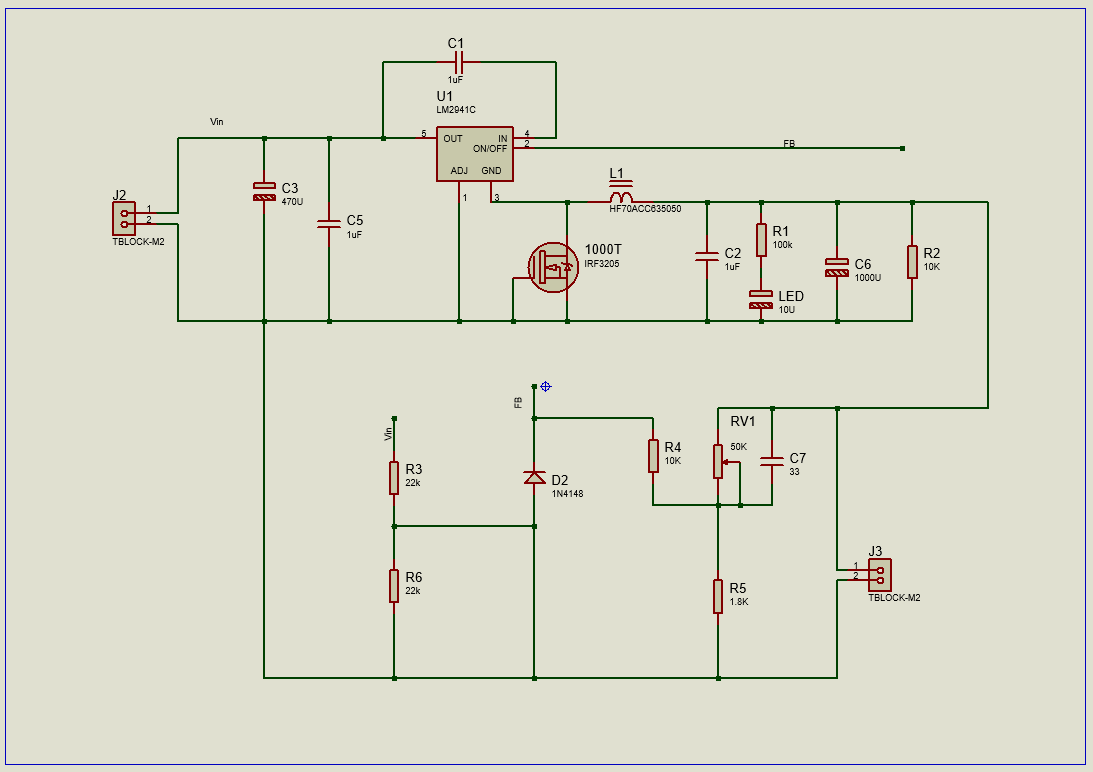 C1
1uF
U1
LM2941C
Vin
5
OUT
IN
4
ON/OFF
2
FB
ADJ
GND
1
3
J2
1
2
TBLOCK-M2
C3
470U
C5
1uF
L1
HF70ACC635050
1000T
IRF3205
C2
1uF
R1
100k
LED
10U
C6
1000U
R2
10K
FB
Vin
R3
22k
D2
1N4148
R4
10K
RV1
50K
C7
33
R6
22k
R5
1.8K
J3
1
2
TBLOCK-M2